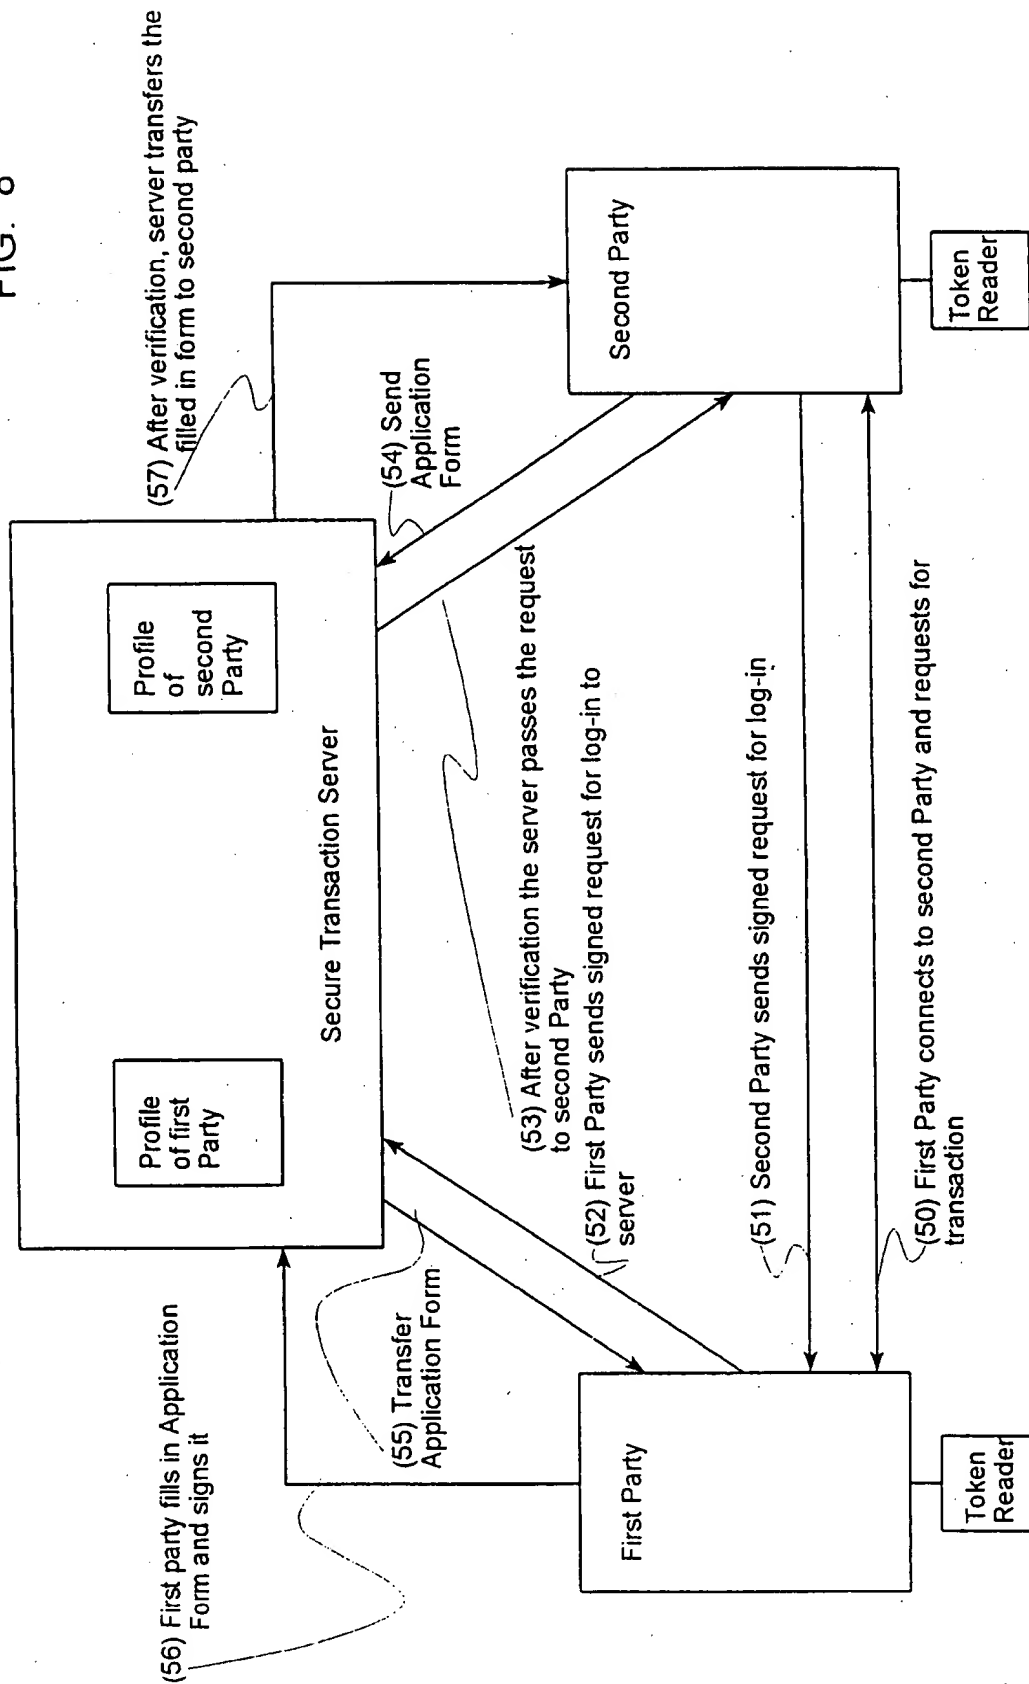 FIG. 8
(57) After verification, server transfers the
filled in form to second party
(56) First party fills in Application
Form and signs it
Profile
of first
Party
Profile
of
second
Party
Secure Transaction Server
(54) Send
Application
Form
(55) Transfer
Application Form
(53) After verification the server passes the request
to second Party
(52) First Party sends signed request for log-in to
server
First Party
Second Party
(51) Second Party sends signed request for log-in
(50) First Party connects to second Party and requests for
transaction
Token
Reader
Token
Reader